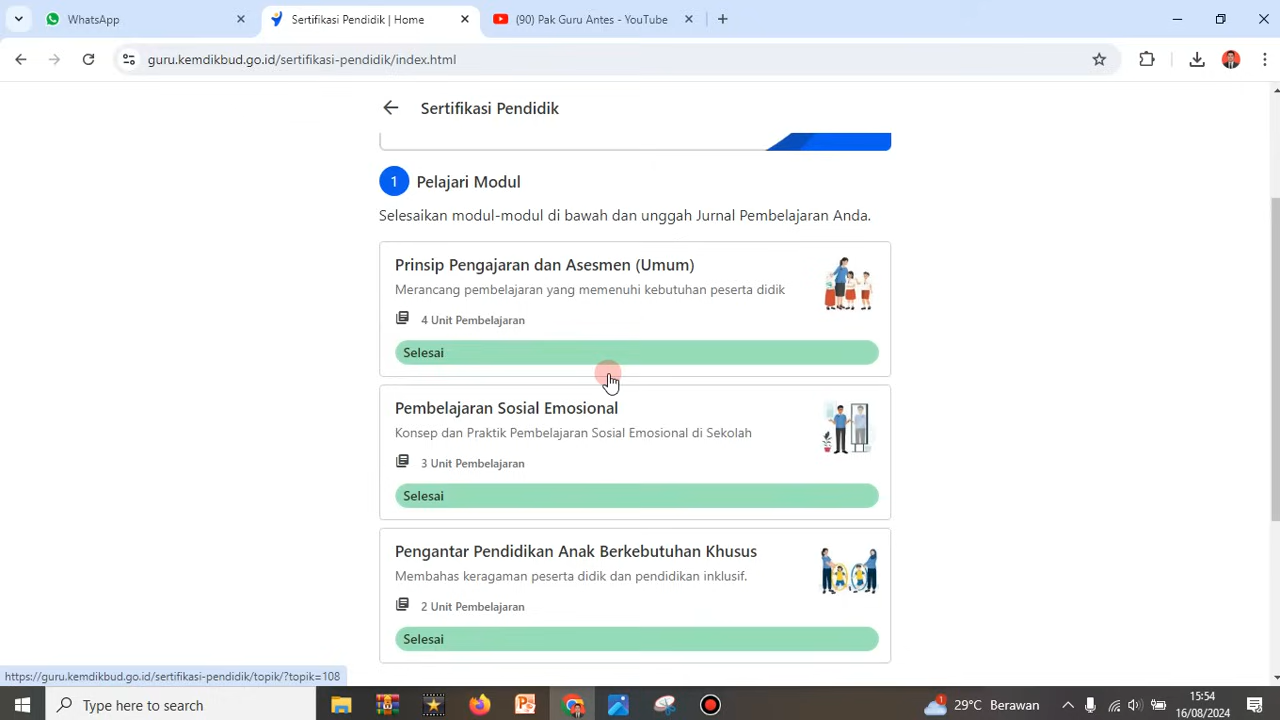 WhatsApp
Sertifikasi Pendidik | Home
(90) Pak Guru Antes - YouTube
guru.kemdikbud.go.id/sertifikasi-pendidik/index.html
Sertifikasi Pendidik
1 Pelajari Modul
Selesaikan modul-modul di bawah dan unggah Jurnal Pembelajaran Anda.
Prinsip Pengajaran dan Asesmen (Umum)
Merancang pembelajaran yang memenuhi kebutuhan peserta didik
4 Unit Pembelajaran
Selesai
Pembelajaran Sosial Emosional
Konsep dan Praktik Pembelajaran Sosial Emosional di Sekolah
3 Unit Pembelajaran
Selesai
Pengantar Pendidikan Anak Berkebutuhan Khusus
Membahas keragaman peserta didik dan pendidikan inklusif.
2 Unit Pembelajaran
Selesai
https://guru.kemdikbud.go.id/sertifikasi-pendidik/topik/?topik=108
Type here to search
1
29°C Berawan
15:54
16/08/2024